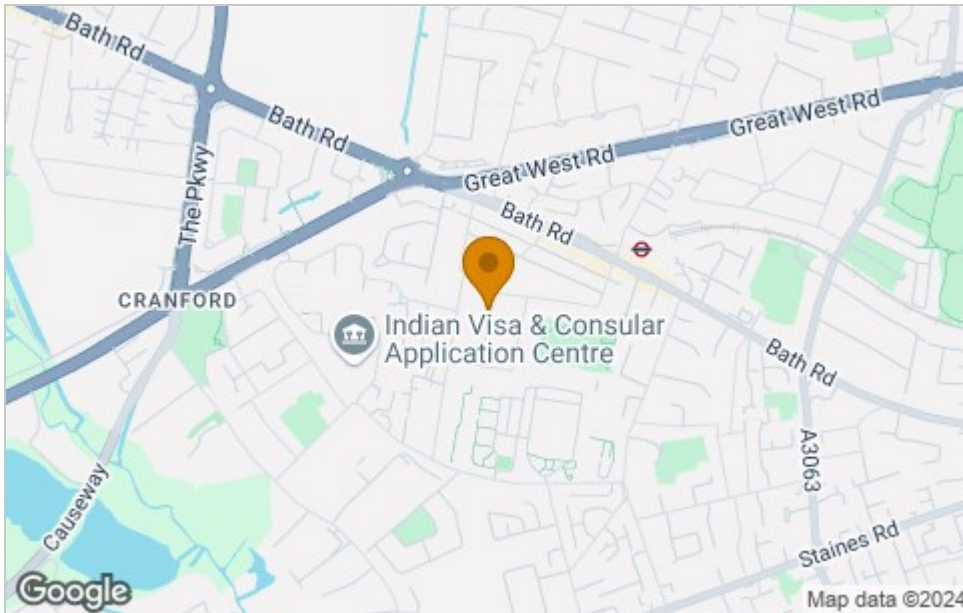 Bath Rd
The Pkwy
Bath Rd
Great West Rd
Great West Rd
Bath Rd
CRANFORD
Indian Visa & Consular
Application Centre
Bath Rd
A3063
Causeway
Staines Rd
Google
Map data ©2024